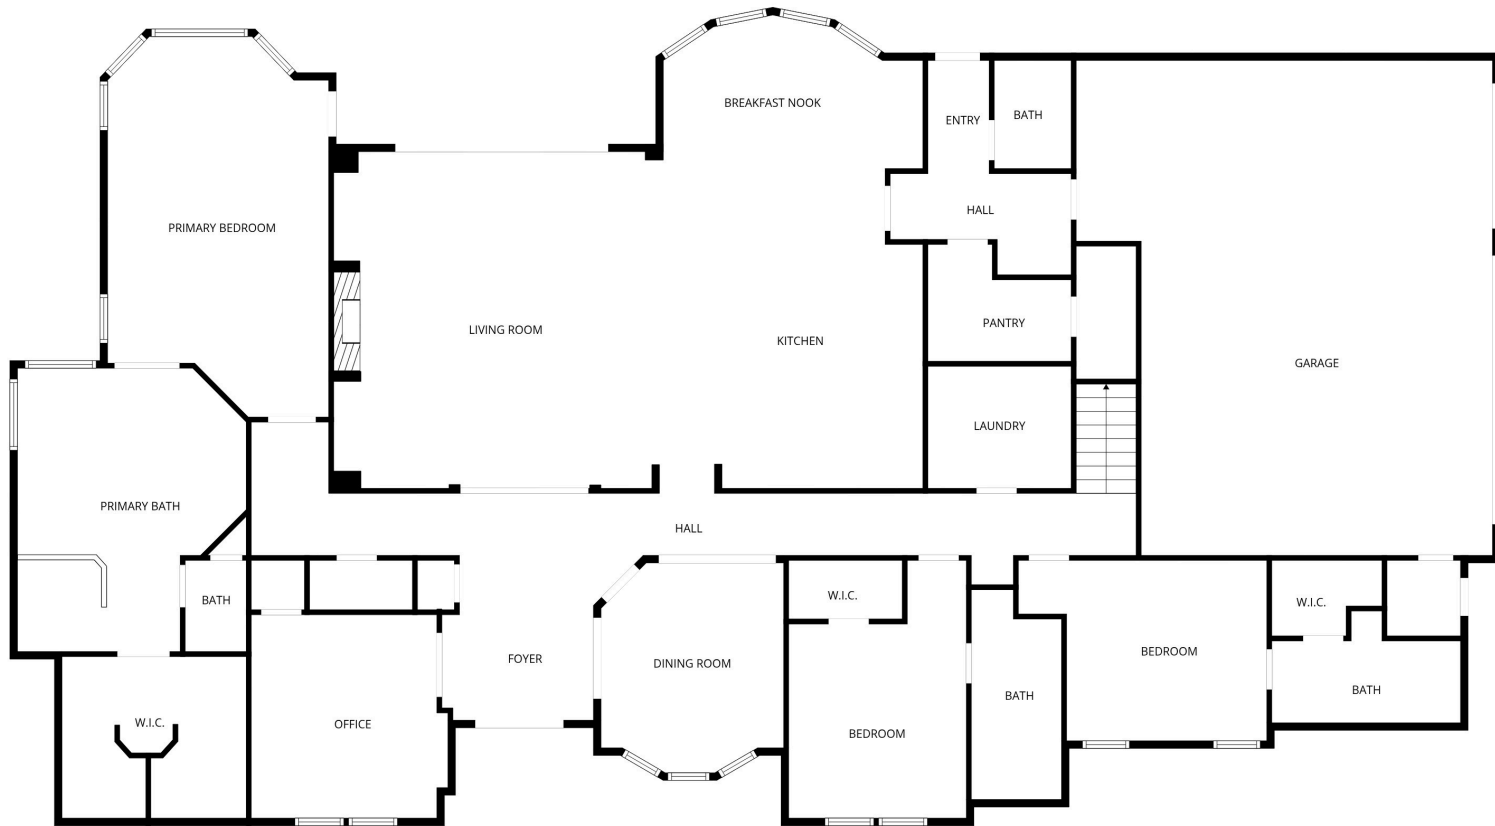 BREAKFAST NOOK
BATH
ENTRY
HALL
PRIMARY BEDROOM
PANTRY
LIVING ROOM
KITCHEN
GARAGE
LAUNDRY
PRIMARY BATH
HALL
W.I.C.
BATH
W.I.C.
BEDROOM
FOYER
DINING ROOM
BATH
BATH
W.I.C.
OFFICE
BEDROOM